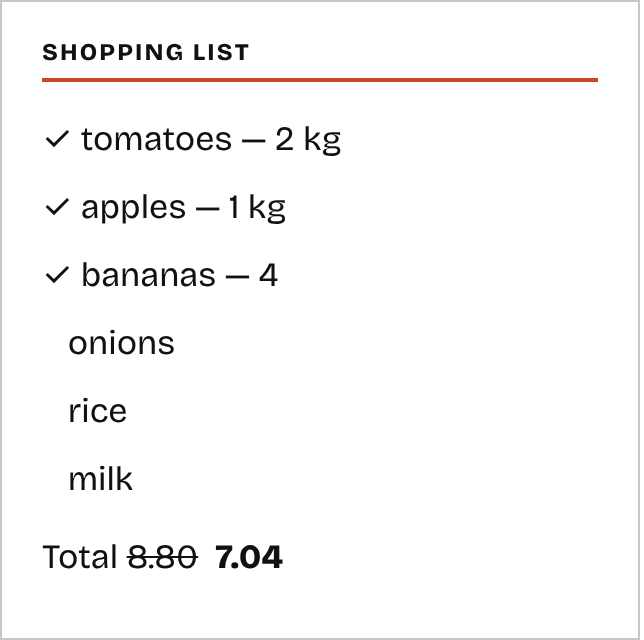 SHOPPING LIST
✓ tomatoes — 2 kg
✓ apples — 1 kg
✓ bananas — 4
onions
rice
milk
Total 8.80 7.04